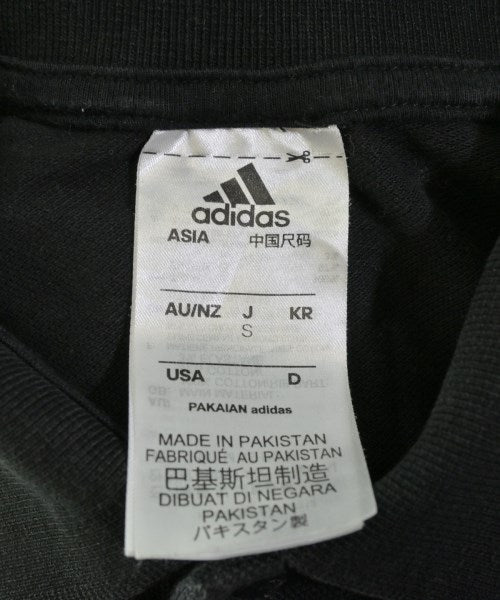 adidas
ASIA 中国尺码
AU/NZ J KR
S
USA D
PAKAIAN adidas
MADE IN PAKISTAN
FABRIQUÉ AU PAKISTAN
巴基斯坦制造
DIBUAT DI NEGARA
PAKISTAN
パキスタン製